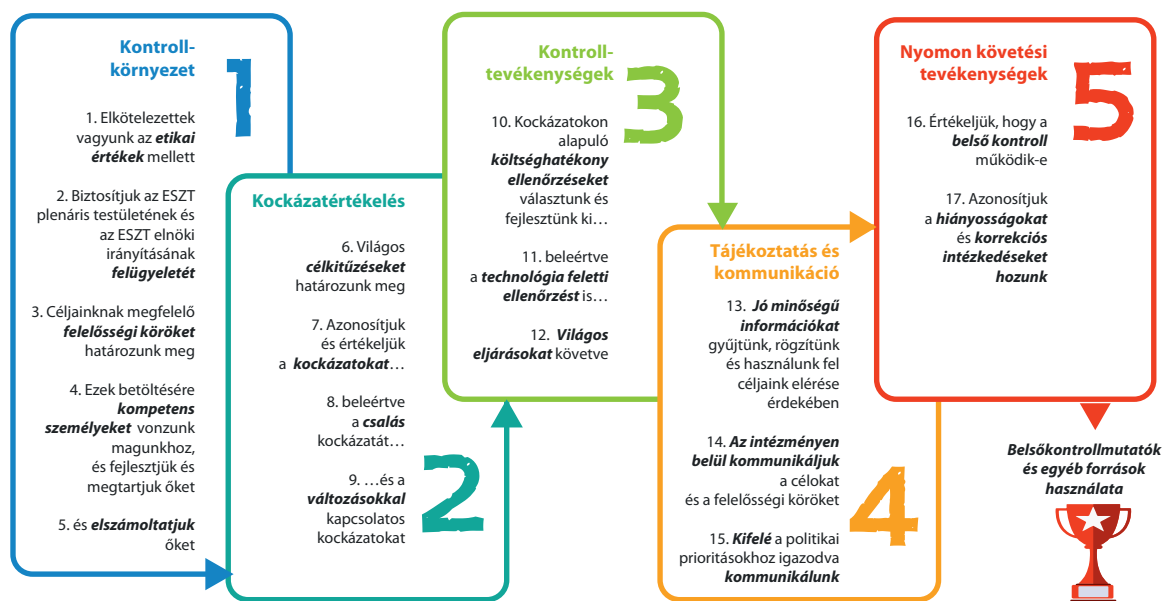 Kontroll-
környezet
1
1. Elkötelezettek
vagyunk az etikai
értékek mellett
2. Biztosítjuk az ESZT
plenáris testületének és
az ESZT elnöki
irányításának
felügyeletét
3. Céljainknak megfelelő
felelősségi köröket
határozunk meg
4. Ezek betöltésére
kompetens
személyeket vonzunk
magunkhoz,
és fejlesztjük és
megtartjuk őket
5. és elszámoltatjuk
őket
Kockázatértékelés
6. Világos
célkitűzéseket
határozunk meg
7. Azonosítjuk
és értékeljük
a kockázatokat…
8. beleértve
a csalás
kockázatát…
9. …és a
változásokkal
kapcsolatos
kockázatokat
2
Kontroll-
tevékenységek
3
10. Kockázatokon
alapuló
költséghatékony
ellenőrzéseket
választunk és
fejlesztünk ki…
11. beleértve
a technológia feletti
ellenőrzést is…
12. Világos
eljárásokat követve
Tájékoztatás és
kommunikáció
13. Jó minőségű
információkat
gyűjtünk, rögzítünk
és használunk fel
céljaink elérése
érdekében
14. Az intézményen
belül kommunikáljuk
a célokat
és a felelősségi köröket
15. Kifelé a politikai
prioritásokhoz igazodva
kommunikálunk
4
Nyomon követési
tevékenységek
5
16. Értékeljük, hogy a
belső kontroll
működik-e
17. Azonosítjuk
a hiányosságokat
és korrekciós
intézkedéseket
hozunk
Belsőkontrollmutatók
és egyéb források
használata